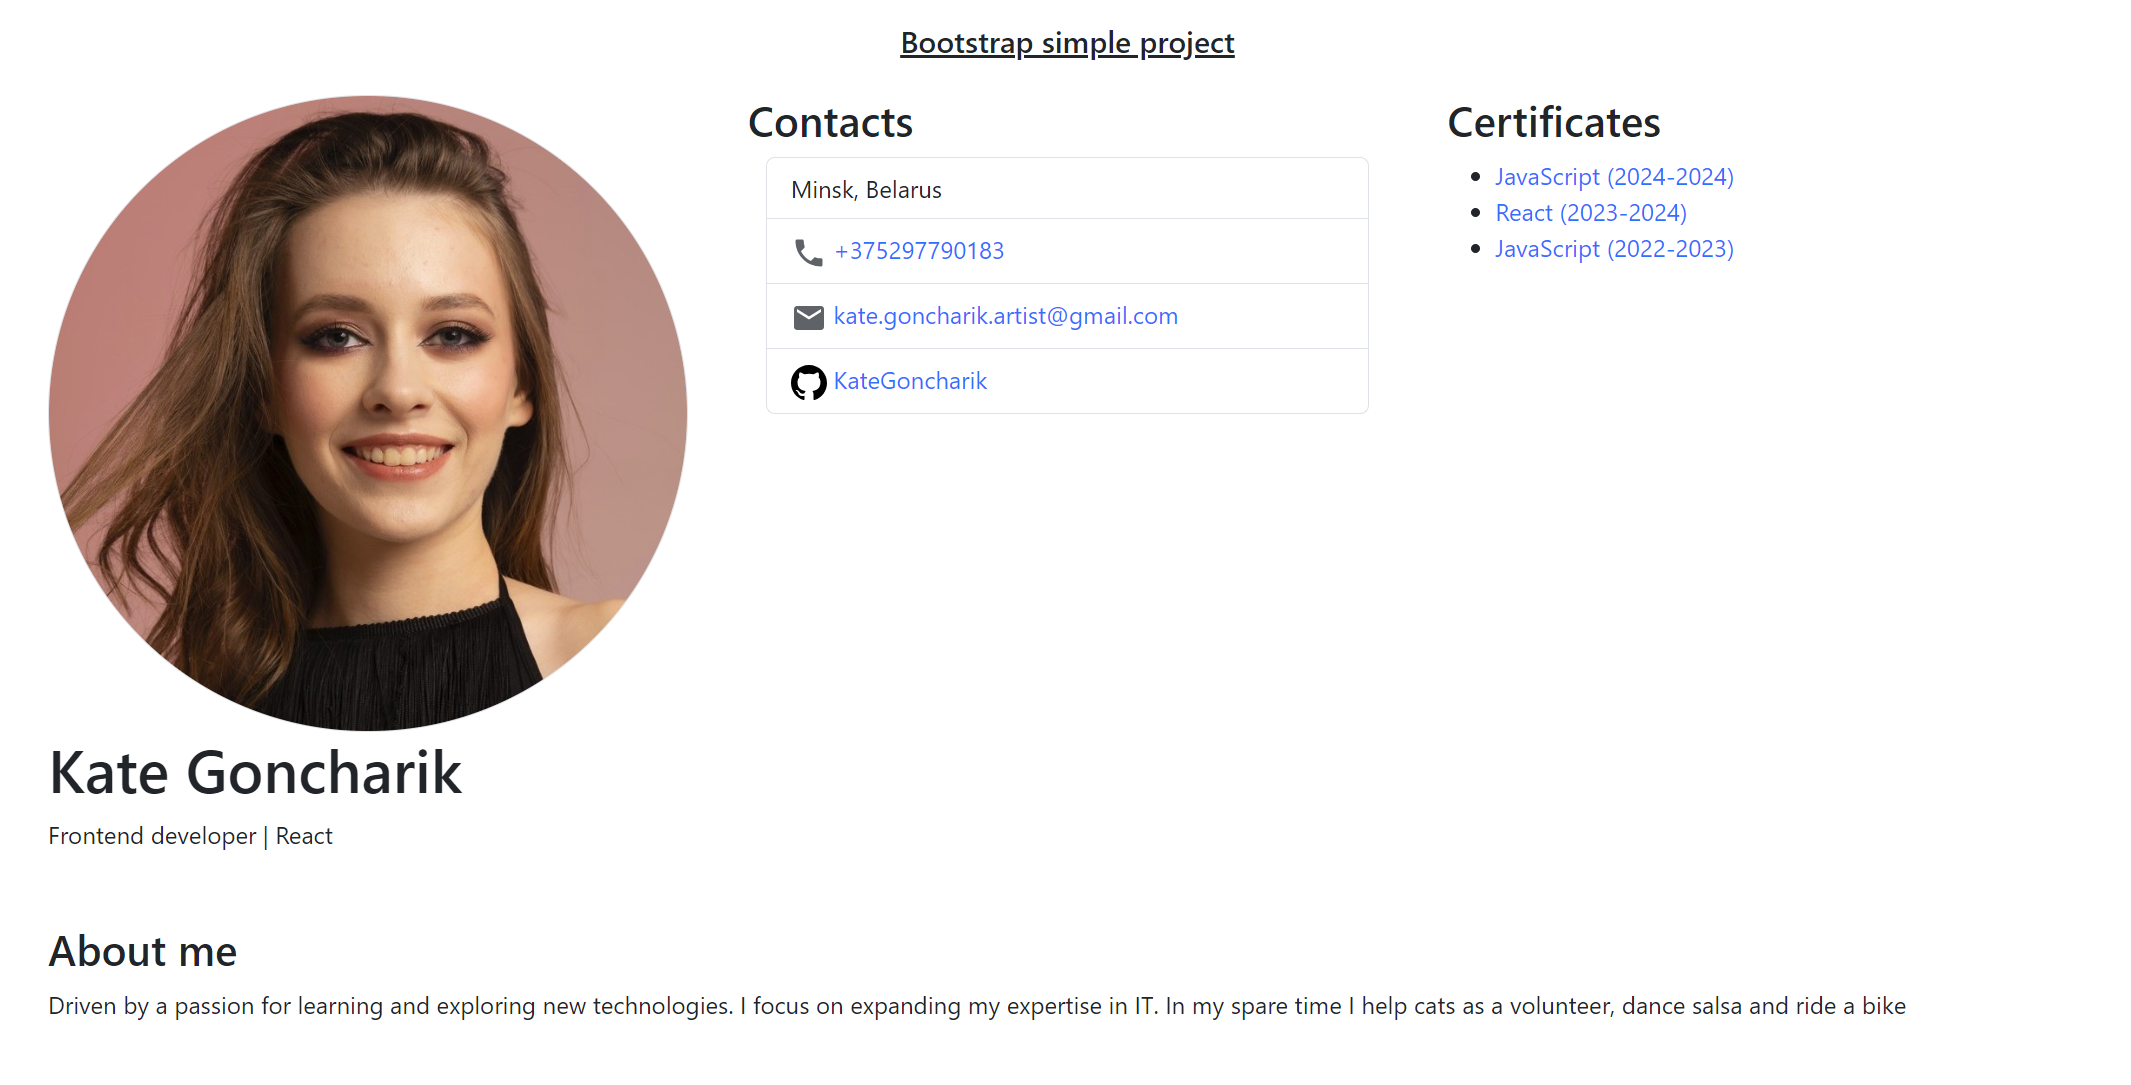 Bootstrap simple project
Kate Goncharik
Frontend developer | React
Contacts
Minsk, Belarus
+375297790183
kate.goncharik.artist@gmail.com
KateGoncharik
Certificates
JavaScript (2024-2024)
React (2023-2024)
JavaScript (2022-2023)
About me
Driven by a passion for learning and exploring new technologies. I focus on expanding my expertise in IT. In my spare time I help cats as a volunteer, dance salsa and ride a bike